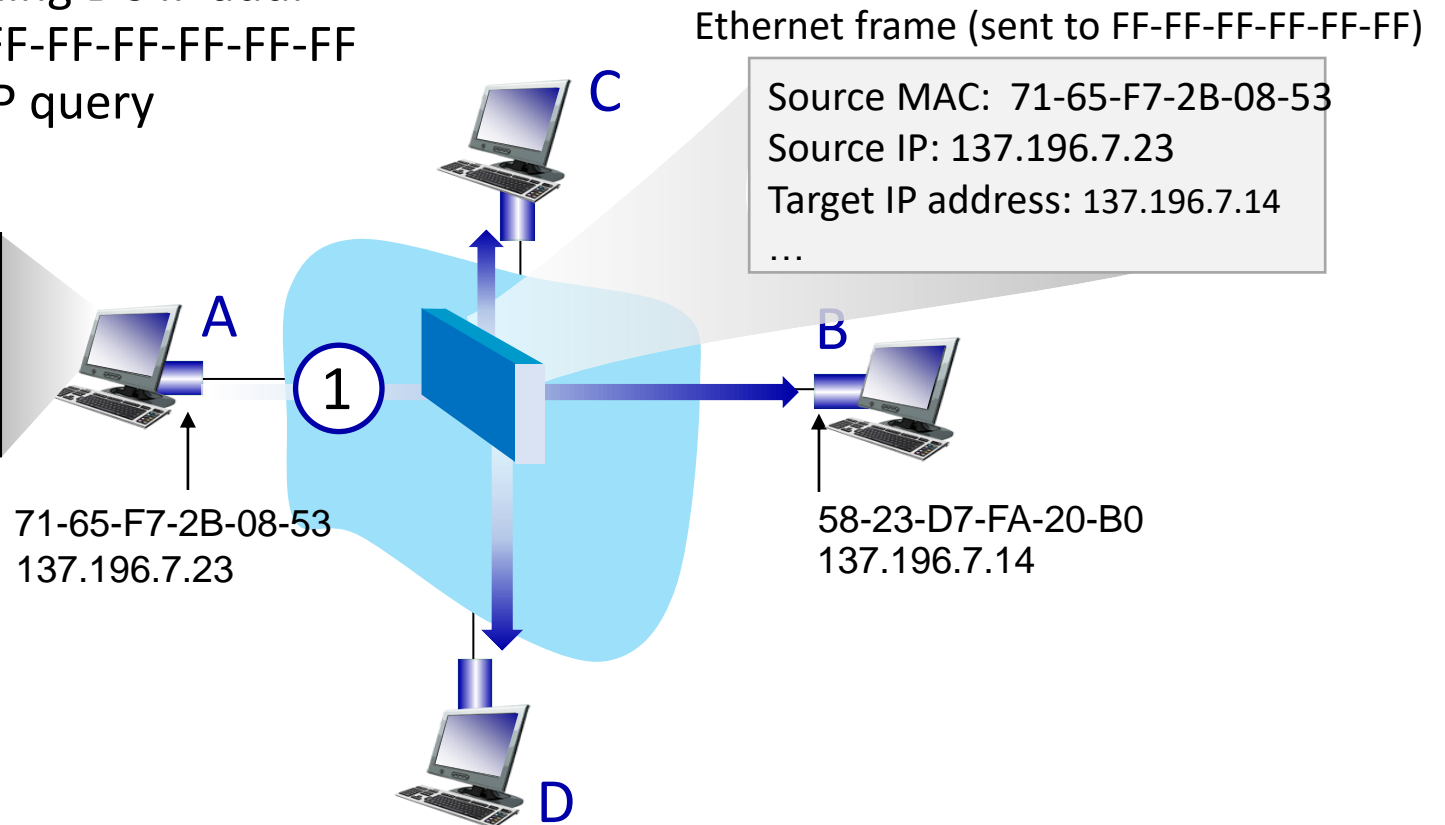 FF-FF-FF-FF-FF-FF
P query
Ethernet frame (sent to FF-FF-FF-FF-FF-FF)
Source MAC: 71-65-F7-2B-08-53
Source IP: 137.196.7.23
Target IP address: 137.196.7.14
…
C
A
B
1
71-65-F7-2B-08-53
137.196.7.23
58-23-D7-FA-20-B0
137.196.7.14
D